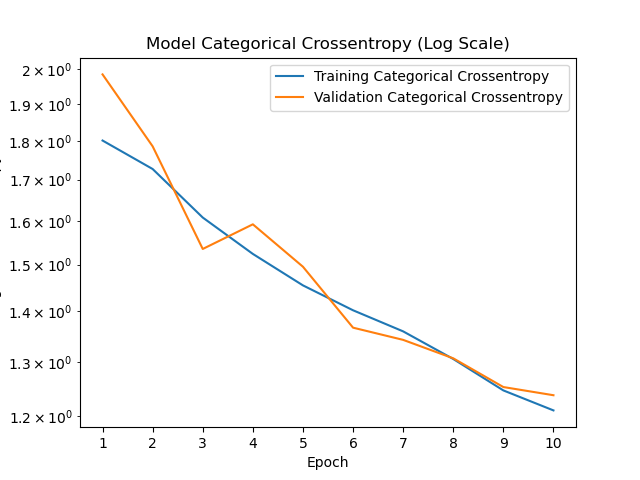 Model Categorical Crossentropy (Log Scale)
Training Categorical Crossentropy
Validation Categorical Crossentropy
2 × 10⁰
1.9 × 10⁰
1.8 × 10⁰
1.7 × 10⁰
1.6 × 10⁰
1.5 × 10⁰
1.4 × 10⁰
1.3 × 10⁰
1.2 × 10⁰
1 2 3 4 5 6 7 8 9 10
Epoch